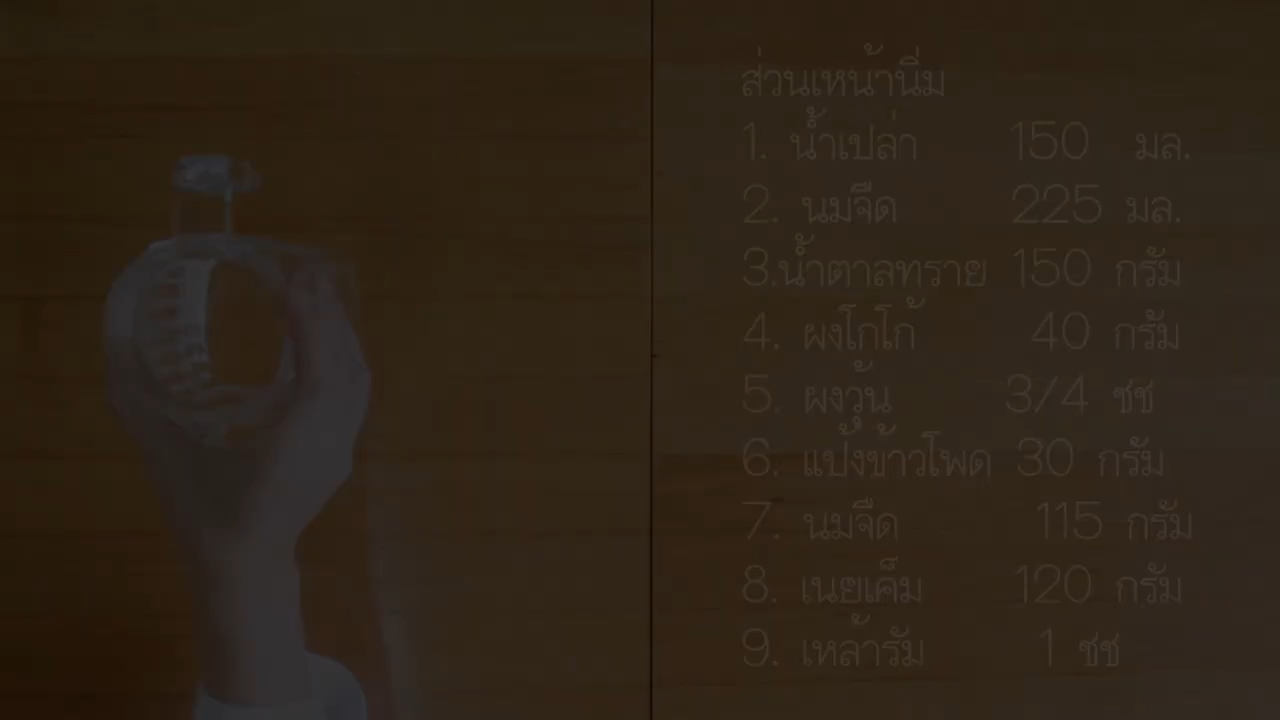 ส่วนเหน้านิ่ม
1. น้ำเปล่า 150 มล.
2. นมจืด 225 มล.
3.น้ำตาลทราย 150 กรัม
4. ผงโกโก้ 40 กรัม
5. ผงวุ้น 3/4 ชช
6. แป้งข้าวโพด 30 กรัม
7. นมจืด 115 กรัม
8. เนยเค็ม 120 กรัม
9. เหล้ารัม 1 ชช